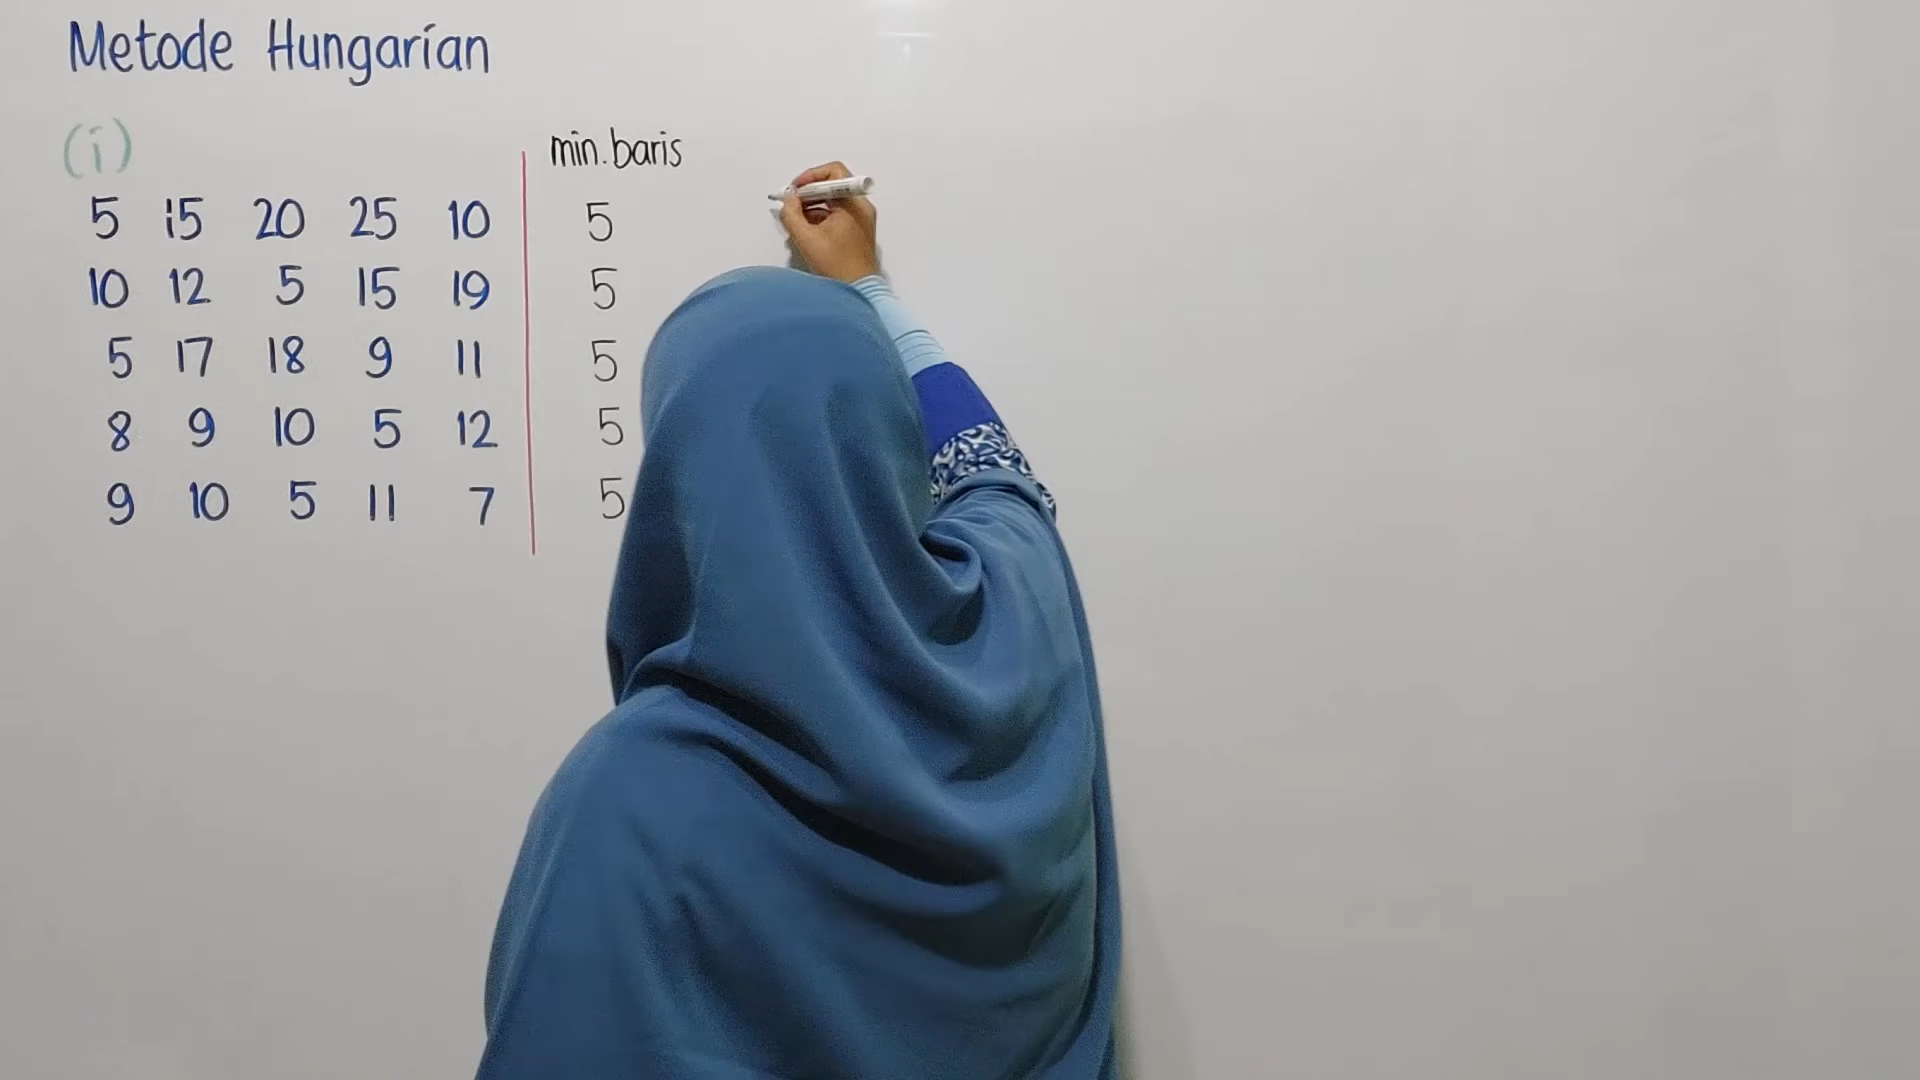 Metode Hungarian
(i)
min.baris
5 15 20 25 10 5
10 12 5 15 19 5
5 17 18 9 11 5
8 9 10 5 12 5
9 10 5 11 7 5